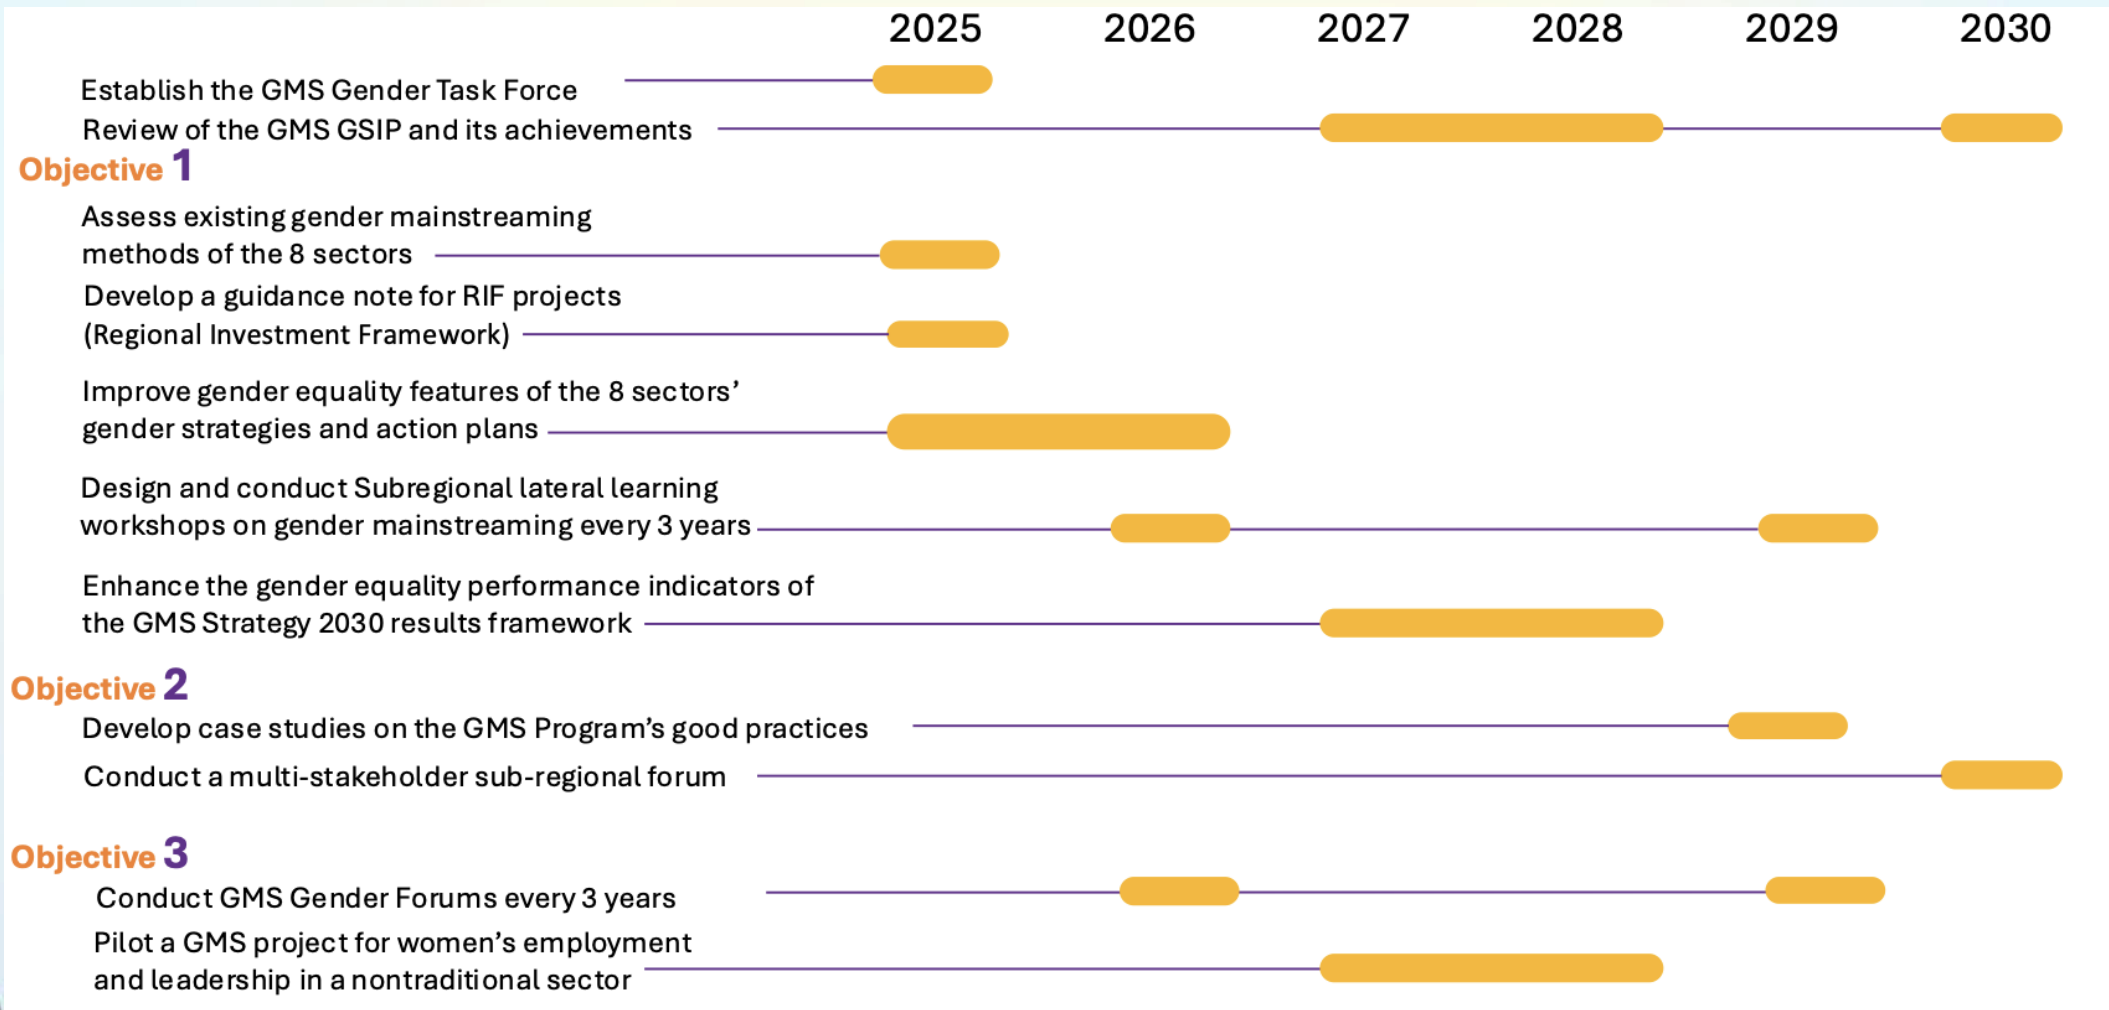 2025 2026 2027 2028 2029 2030
Establish the GMS Gender Task Force
Review of the GMS GSIP and its achievements
Objective 1
Assess existing gender mainstreaming
methods of the 8 sectors
Develop a guidance note for RIF projects
(Regional Investment Framework)
Improve gender equality features of the 8 sectors’
gender strategies and action plans
Design and conduct Subregional lateral learning
workshops on gender mainstreaming every 3 years
Enhance the gender equality performance indicators of
the GMS Strategy 2030 results framework
Objective 2
Develop case studies on the GMS Program’s good practices
Conduct a multi-stakeholder sub-regional forum
Objective 3
Conduct GMS Gender Forums every 3 years
Pilot a GMS project for women’s employment
and leadership in a nontraditional sector